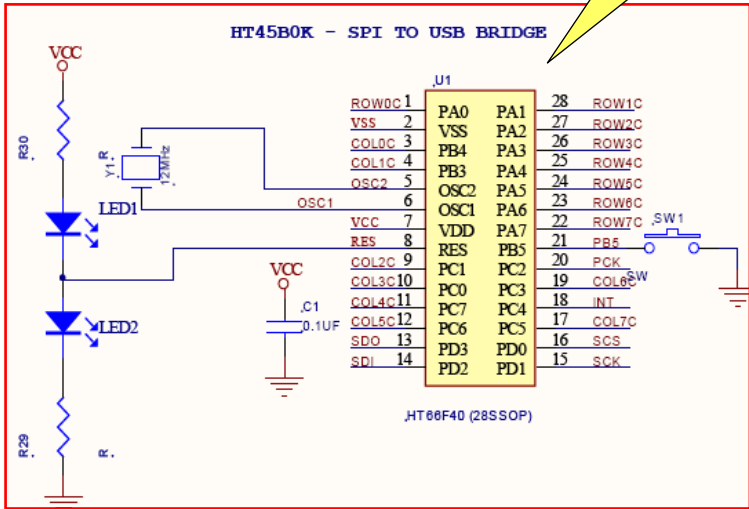 HT45B0K - SPI TO USB BRIDGE
VCC
R30
LED1
LED2
R29
R.
Y1
R
12MHz
OSC1
VCC
C1
0.1UF
U1
ROW0C 1 PA0 PA1 28 ROW1C
VSS 2 VSS PA2 27 ROW2C
COL0C 3 PB4 PA3 26 ROW3C
COL1C 4 PB3 PA4 25 ROW4C
OSC2 5 OSC2 PA5 24 ROW5C
6 OSC1 PA6 23 ROW6C
VCC 7 VDD PA7 22 ROW7C
RES 8 RES PB5 21 PB5
COL2C 9 PC1 PC2 20 PCK
COL3C 10 PC0 PC3 19 COL6C
COL4C 11 PC7 PC4 18 INT
COL5C 12 PC6 PC5 17 COL7C
SDO 13 PD3 PD0 16 SCS
SDI 14 PD2 PD1 15 SCK
SW1
SW
HT66F40 (28SSOP)